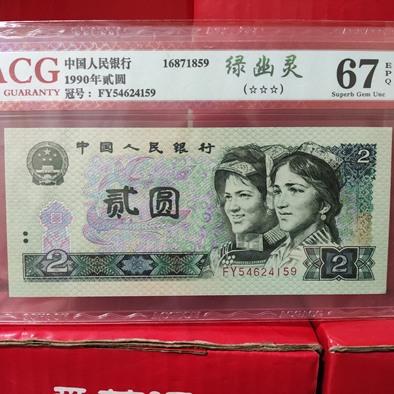 ACG
GUARANTY
中国人民银行
1990年贰圆
冠号：FY54624159
16871859
绿幽灵
(☆☆☆)
67
EPQ
Superb Gem Unc
中国人民银行
贰圆
2
2
2
FY54624159